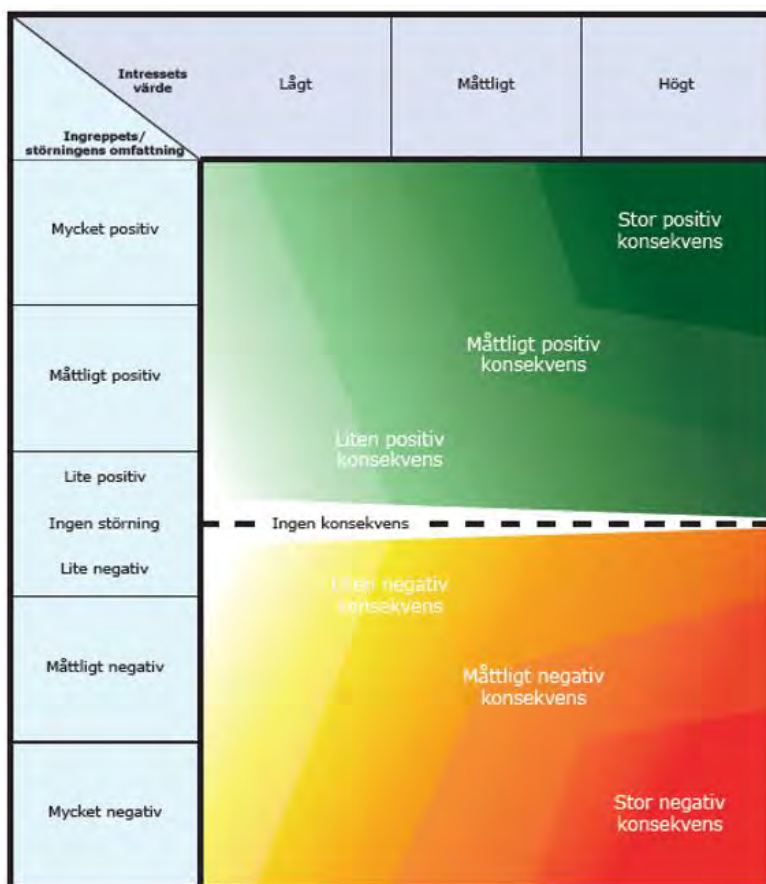 Intressets
värde
Ingreppets/
störningens omfattning
Lågt
Måttligt
Högt
Mycket positiv
Stor positiv
konsekvens
Måttligt positiv
Måttligt positiv
konsekvens
Liten positiv
konsekvens
Lite positiv
Ingen störning
Ingen konsekvens
Lite negativ
Liten negativ
konsekvens
Måttligt negativ
Måttligt negativ
konsekvens
Mycket negativ
Stor negativ
konsekvens